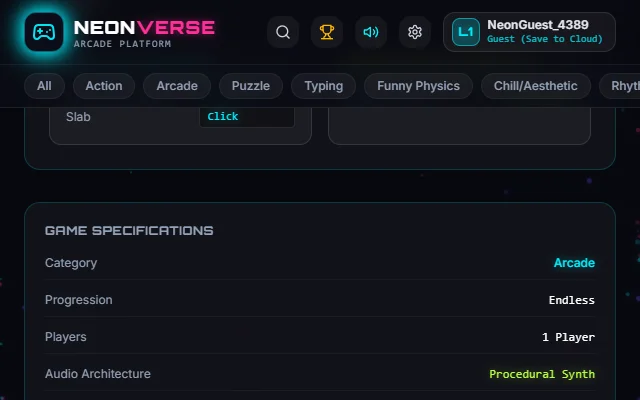 NEONVERSE
ARCADE PLATFORM
L1
NeonGuest_4389
Guest (Save to Cloud)
All
Action
Arcade
Puzzle
Typing
Funny Physics
Chill/Aesthetic
Slab
Click
GAME SPECIFICATIONS
Category
Arcade
Progression
Endless
Players
1 Player
Audio Architecture
Procedural Synth